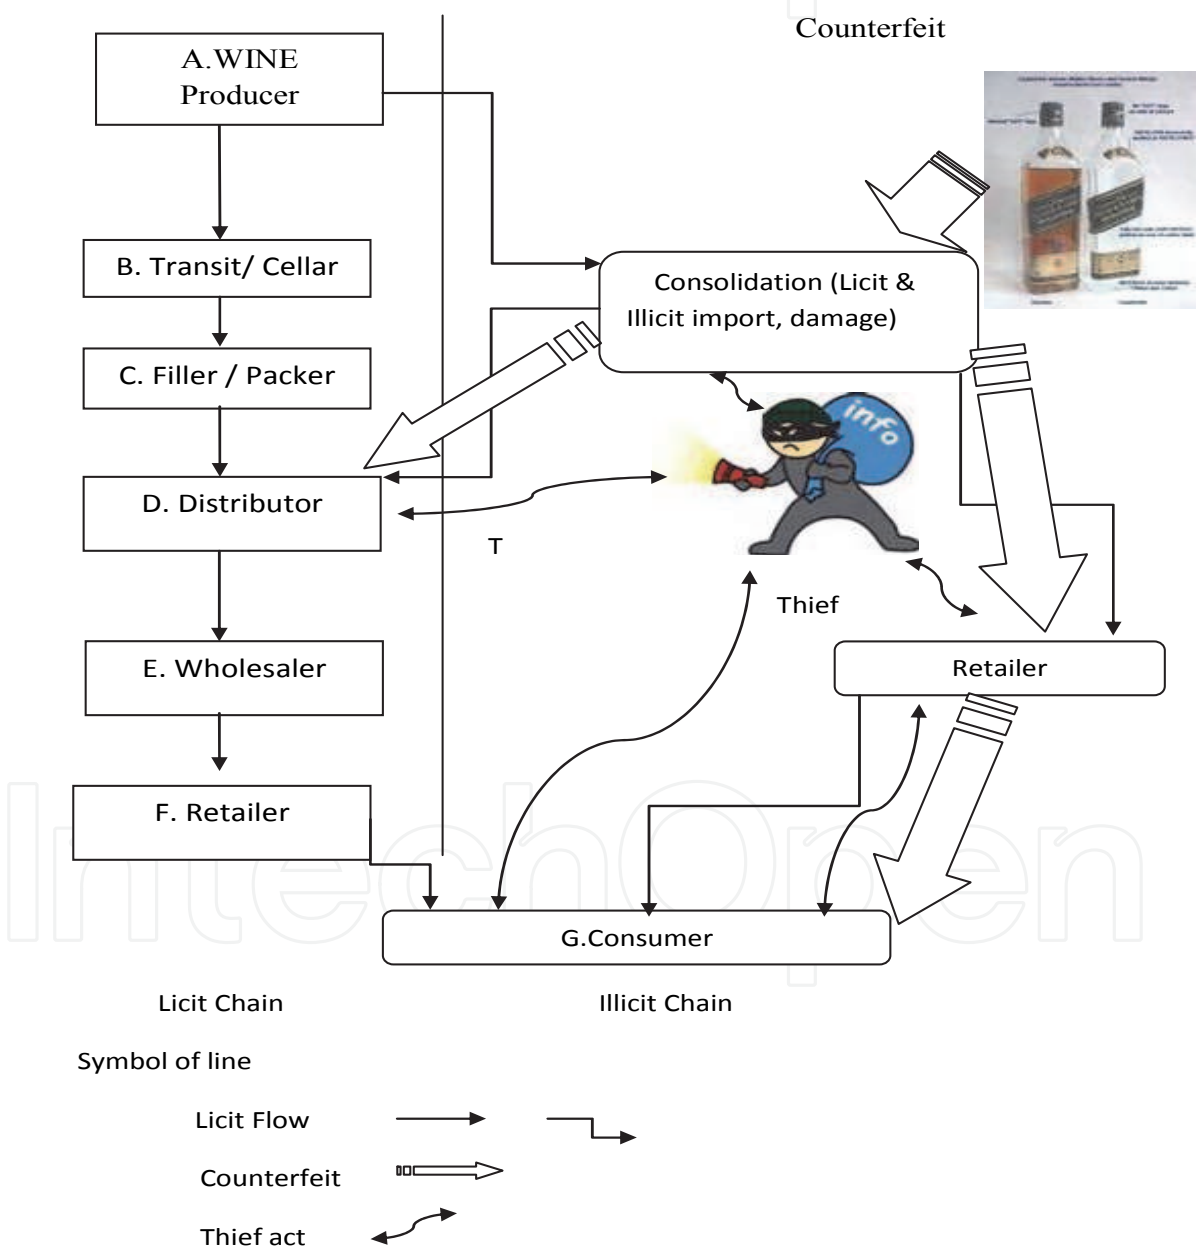 Counterfeit
A.WINE
Producer
B. Transit/ Cellar
Consolidation (Licit &
Illicit import, damage)
C. Filler / Packer
info
D. Distributor
T
Thief
E. Wholesaler
Retailer
F. Retailer
G.Consumer
IntechOpen
Licit Chain
Illicit Chain
Symbol of line
Licit Flow
Counterfeit
Thief act